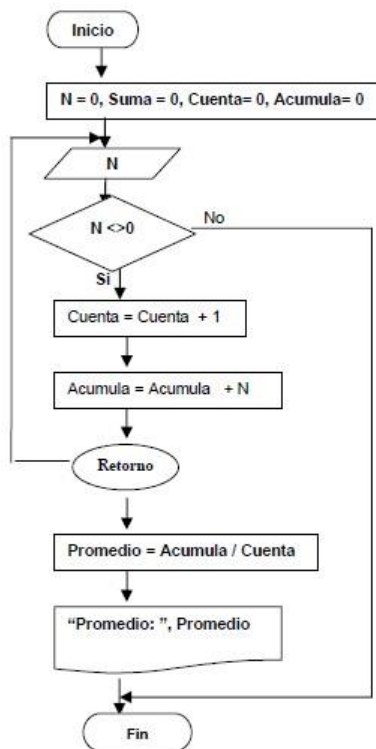 Inicio
N = 0, Suma = 0, Cuenta= 0, Acumula= 0
N
N <>0
No
Si
Cuenta = Cuenta + 1
Acumula = Acumula + N
Retorno
Promedio = Acumula / Cuenta
“Promedio: ”, Promedio
Fin